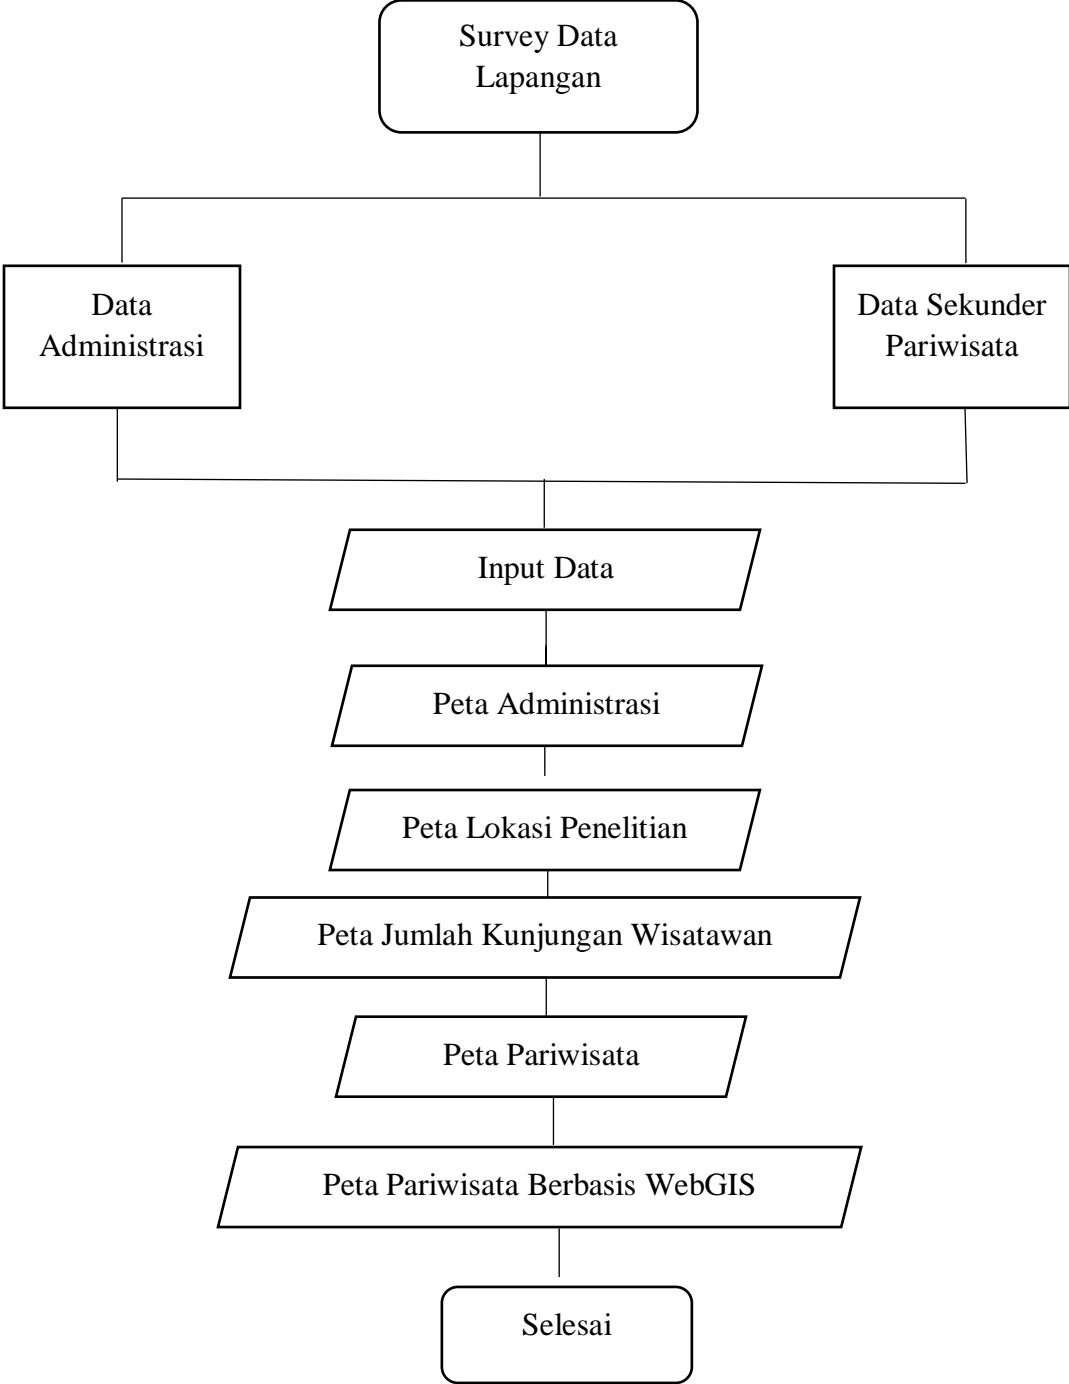 Survey Data
Lapangan
Data
Administrasi
Data Sekunder
Pariwisata
Input Data
Peta Administrasi
Peta Lokasi Penelitian
Peta Jumlah Kunjungan Wisatawan
Peta Pariwisata
Peta Pariwisata Berbasis WebGIS
Selesai